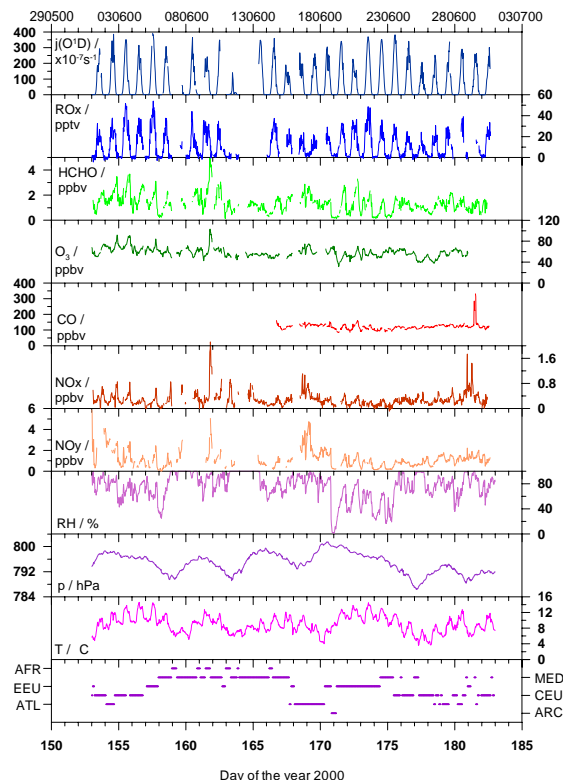 290500 030600 080600 130600 180600 230600 280600 030700
400
300
200
100
0
j(O¹D) /
x10⁻⁷s⁻¹
60
40
20
0
ROx /
pptv
4
2
0
HCHO /
ppbv
120
80
40
0
O₃ /
ppbv
400
300
200
100
0
CO /
ppbv
1.6
0.8
0
NOx /
ppbv
6
4
2
0
NOy /
ppbv
80
40
0
RH / %
800
792
784
p / hPa
16
12
8
4
0
T / C
AFR
MED
EEU
CEU
ATL
ARC
150 155 160 165 170 175 180 185
Day of the year 2000